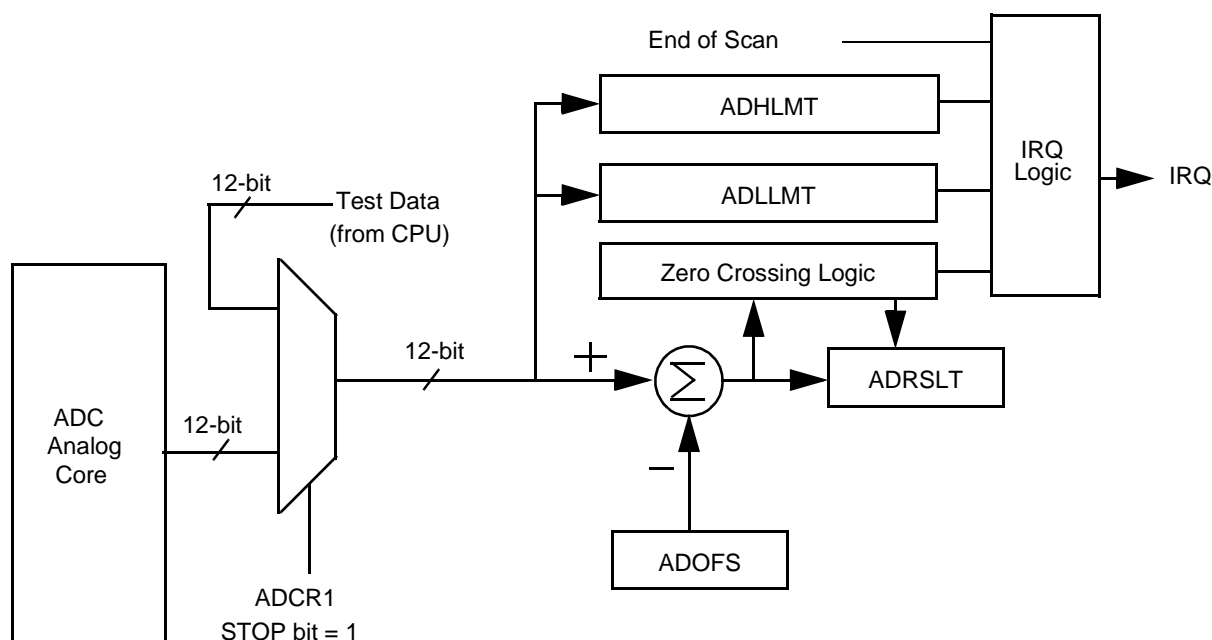 End of Scan
ADHLMT
IRQ
Logic
IRQ
12-bit
Test Data
(from CPU)
ADLLMT
Zero Crossing Logic
12-bit
+
Σ
ADRSLT
ADC
Analog
Core
12-bit
−
ADOFS
ADCR1
STOP bit = 1